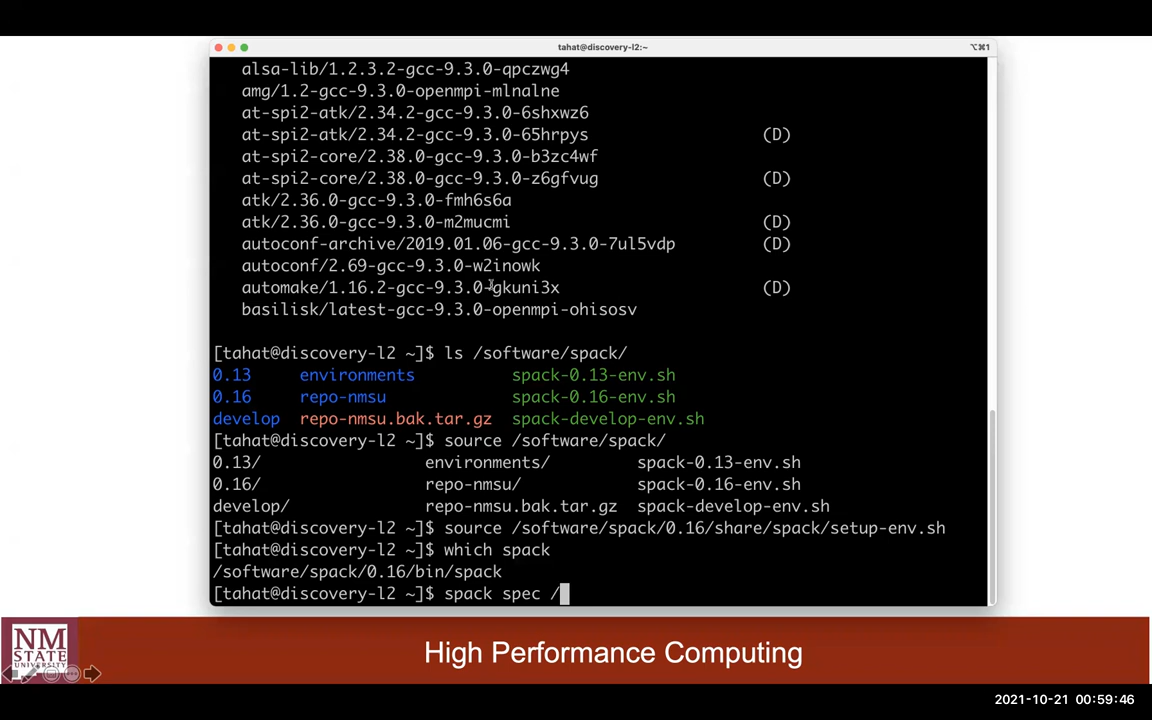 tahat@discovery-l2:~ ⌥⌘1
alsa-lib/1.2.3.2-gcc-9.3.0-qpczwg4
amg/1.2-gcc-9.3.0-openmpi-mlnalne
at-spi2-atk/2.34.2-gcc-9.3.0-6shxwz6
at-spi2-atk/2.34.2-gcc-9.3.0-65hrpys (D)
at-spi2-core/2.38.0-gcc-9.3.0-b3zc4wf
at-spi2-core/2.38.0-gcc-9.3.0-z6gfvug (D)
atk/2.36.0-gcc-9.3.0-fmh6s6a
atk/2.36.0-gcc-9.3.0-m2mucmi (D)
autoconf-archive/2019.01.06-gcc-9.3.0-7ul5vdp (D)
autoconf/2.69-gcc-9.3.0-w2inowk
automake/1.16.2-gcc-9.3.0-gkuni3x (D)
basilisk/latest-gcc-9.3.0-openmpi-ohisosv
[tahat@discovery-l2 ~]$ ls /software/spack/
0.13 environments spack-0.13-env.sh
0.16 repo-nmsu spack-0.16-env.sh
develop repo-nmsu.bak.tar.gz spack-develop-env.sh
[tahat@discovery-l2 ~]$ source /software/spack/
0.13/ environments/ spack-0.13-env.sh
0.16/ repo-nmsu/ spack-0.16-env.sh
develop/ repo-nmsu.bak.tar.gz spack-develop-env.sh
[tahat@discovery-l2 ~]$ source /software/spack/0.16/share/spack/setup-env.sh
[tahat@discovery-l2 ~]$ which spack
/software/spack/0.16/bin/spack
[tahat@discovery-l2 ~]$ spack spec /
NM
STATE
UNIVERSITY
High Performance Computing
2021-10-21 00:59:46